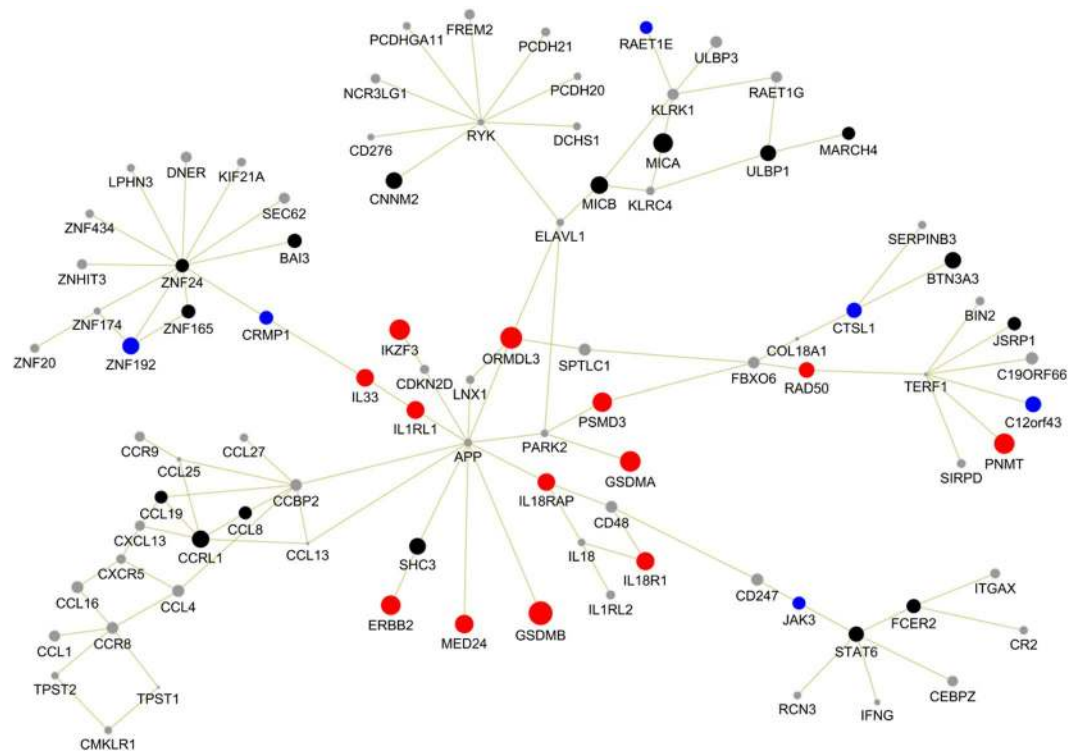 RAET1E
FREM2
PCDHGA11
PCDH21
ULBP3
NCR3LG1
PCDH20
KLRK1
RAET1G
RYK
DCHS1
CD276
MICA
MARCH4
ULBP1
CNNM2
MICB
KLRC4
LPHN3
DNER
KIF21A
SEC62
ZNF434
BAI3
ELAVL1
SERPINB3
ZNHIT3
ZNF24
BTN3A3
ZNF174
ZNF165
CRMP1
CTSL1
BIN2
ZNF20
ZNF192
IKZF3
ORMDL3
COL18A1
JSRP1
SPTLC1
FBXO6
C19ORF66
CDKN2D
LNX1
RAD50
TERF1
IL33
IL1RL1
PSMD3
C12orf43
CCR9
CCL27
APP
PARK2
PNMT
CCL25
GSDMA
SIRPD
CCBP2
IL18RAP
CCL19
CCL8
CD48
CXCL13
CCRL1
CCL13
IL18
CXCR5
SHC3
IL18R1
CCL16
CCL4
CD247
ITGAX
IL1RL2
JAK3
FCER2
ERBB2
MED24
GSDMB
CCL1
CCR8
STAT6
CR2
TPST2
TPST1
CEBPZ
RCN3
IFNG
CMKLR1